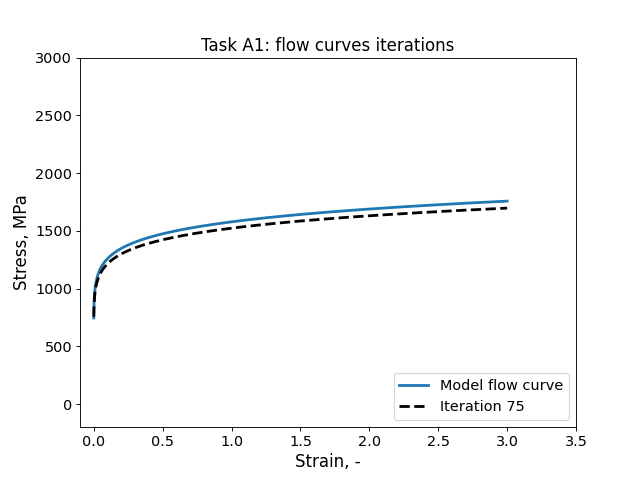 Task A1: flow curves iterations
3000
2500
2000
1500
1000
500
0
Stress, MPa
Model flow curve
Iteration 75
0.0 0.5 1.0 1.5 2.0 2.5 3.0 3.5
Strain, -